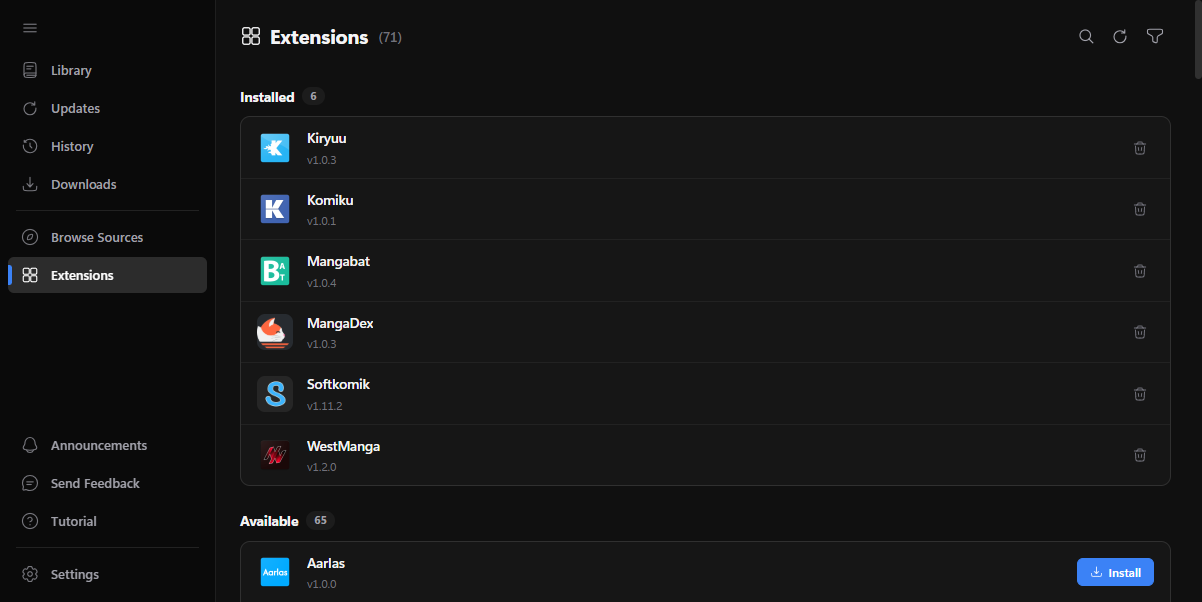 Library
Updates
History
Downloads
Browse Sources
Extensions
Announcements
Send Feedback
Tutorial
Settings
Extensions (71)
Installed 6
Kiryuu
v1.0.3
Komiku
v1.0.1
Mangabat
v1.0.4
MangaDex
v1.0.3
Softkomik
v1.11.2
WestManga
v1.2.0
Available 65
Aarlas
Aarlas
v1.0.0
Install
K
BAT
S